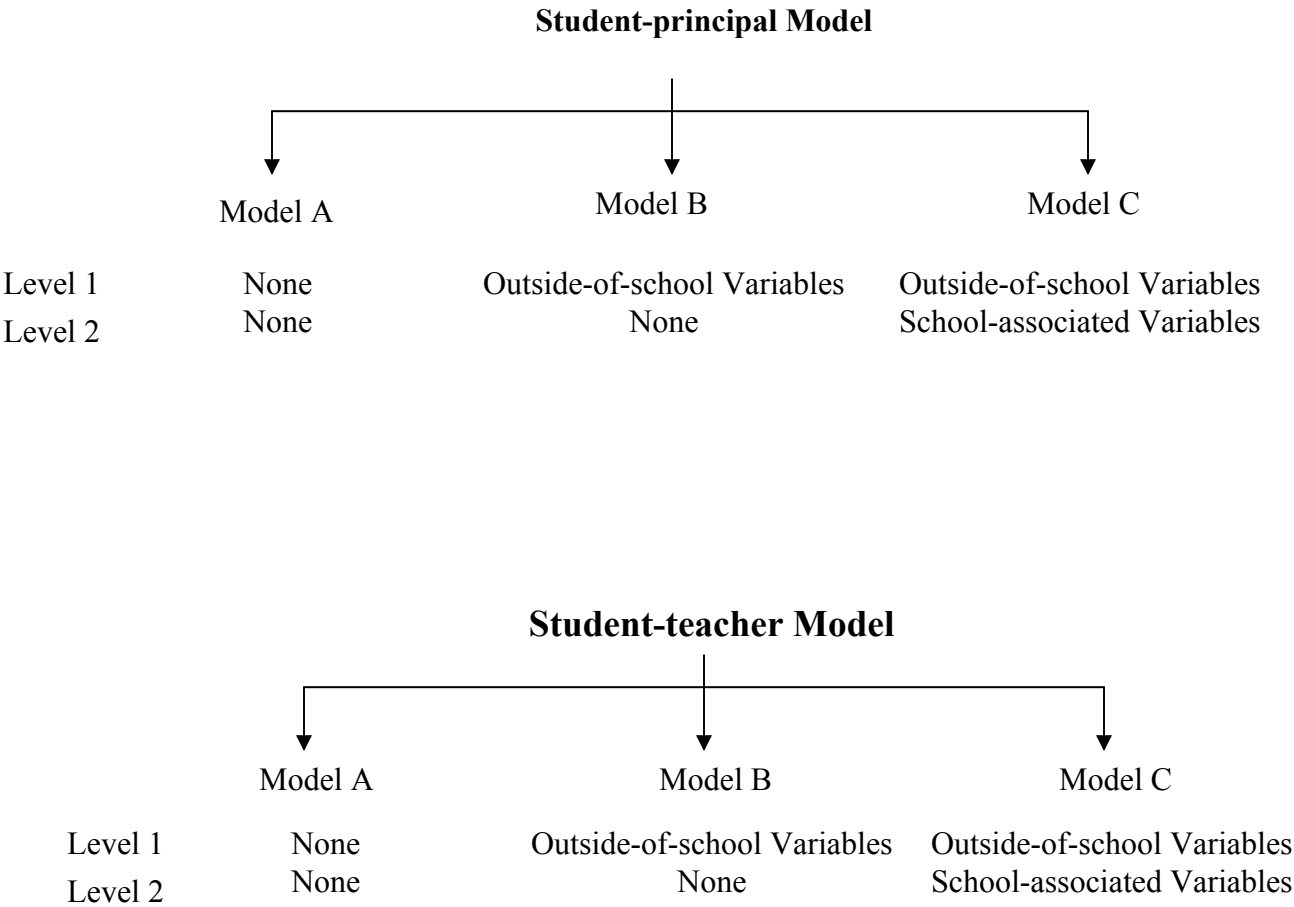 Student-principal Model
Model A Model B Model C
Level 1 None Outside-of-school Variables Outside-of-school Variables
Level 2 None None School-associated Variables
Student-teacher Model
Model A Model B Model C
Level 1 None Outside-of-school Variables Outside-of-school Variables
Level 2 None None School-associated Variables